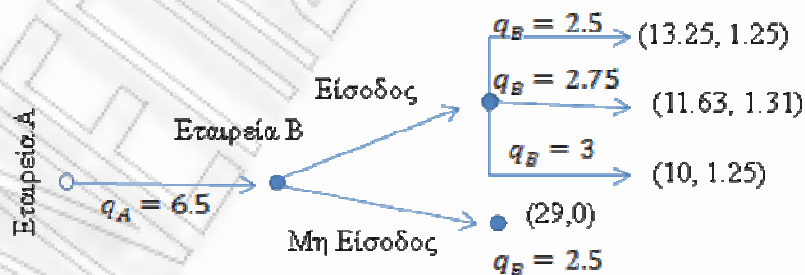 q_B = 2.5
(13.25, 1.25)
Είσοδος
q_B = 2.75
(11.63, 1.31)
Εταιρεία Β
q_B = 3
(10, 1.25)
Εταιρεία Α
q_A = 6.5
(29,0)
Μη Είσοδος
q_B = 2.5